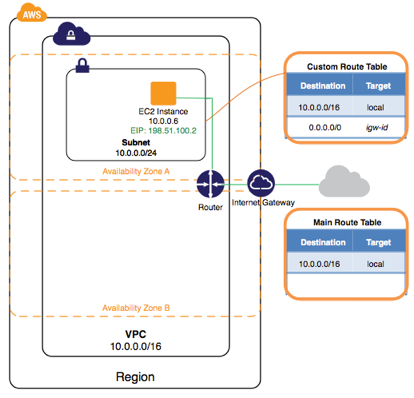 AWS
EC2 Instance
10.0.0.6
EIP: 198.51.100.2
Subnet
10.0.0.0/24
Availability Zone A
Router
Internet Gateway
Availability Zone B
VPC
10.0.0.0/16
Region
Custom Route Table
Destination Target
10.0.0.0/16 local
0.0.0.0/0 igw-id
Main Route Table
Destination Target
10.0.0.0/16 local